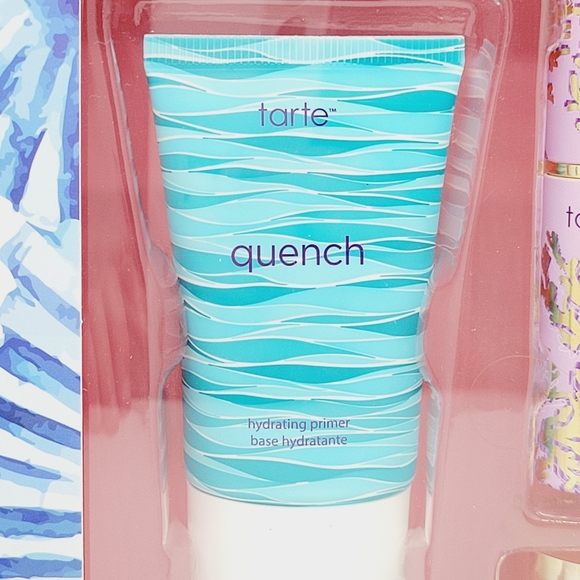 tarte™
quench
hydrating primer
base hydratante